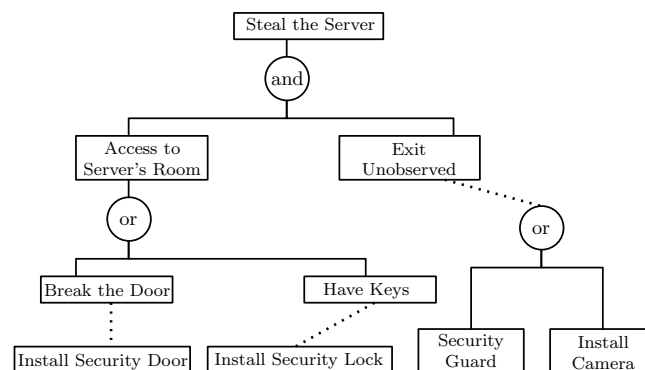 Steal the Server
and
Access to
Server's Room
Exit
Unobserved
or
or
Break the Door
Have Keys
Install Security Door
Install Security Lock
Security
Guard
Install
Camera